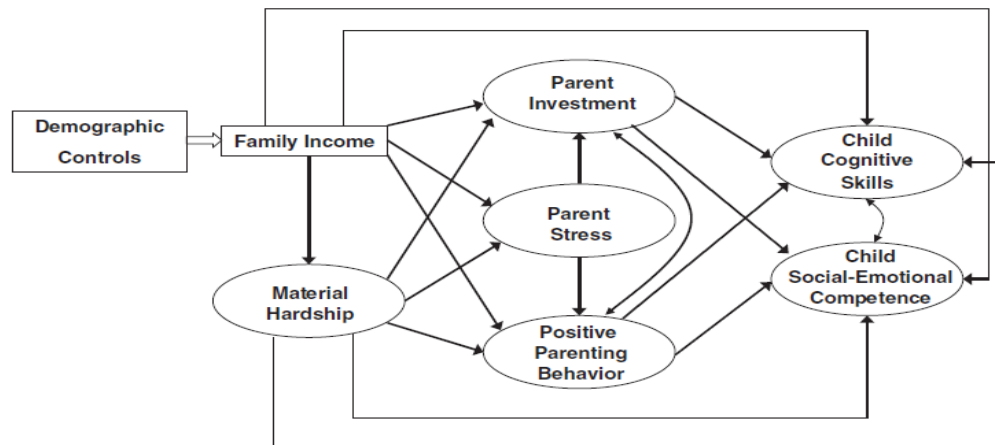 Demographic
Controls
Family Income
Material
Hardship
Parent
Investment
Parent
Stress
Positive
Parenting
Behavior
Child
Cognitive
Skills
Child
Social-Emotional
Competence